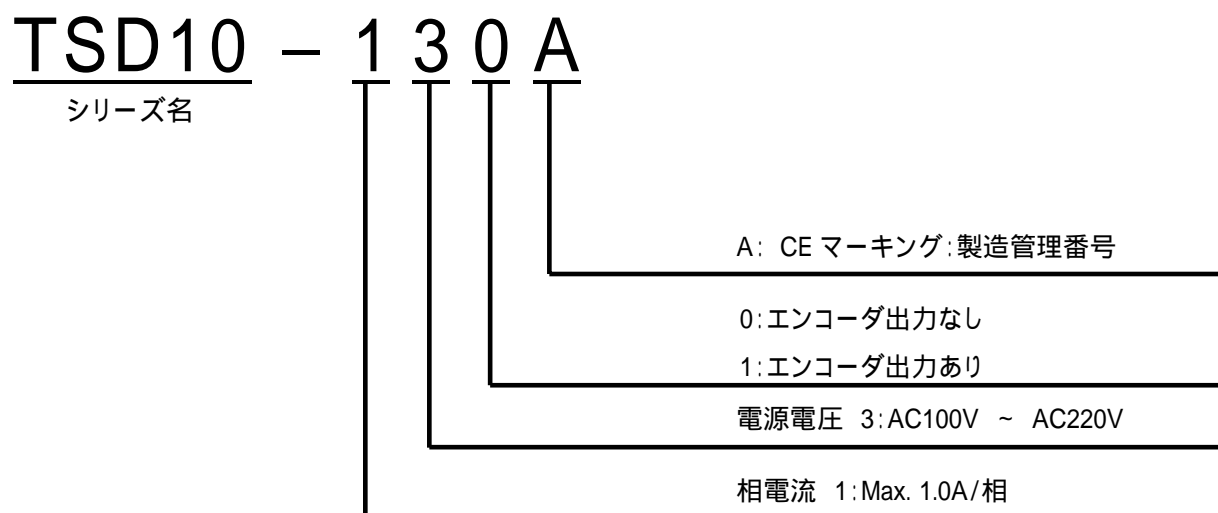 TSD10 – 1 3 0 A
シリーズ名
A: CE マーキング:製造管理番号
0:エンコーダ出力なし
1:エンコーダ出力あり
電源電圧 3:AC100V ~ AC220V
相電流 1:Max. 1.0A/相